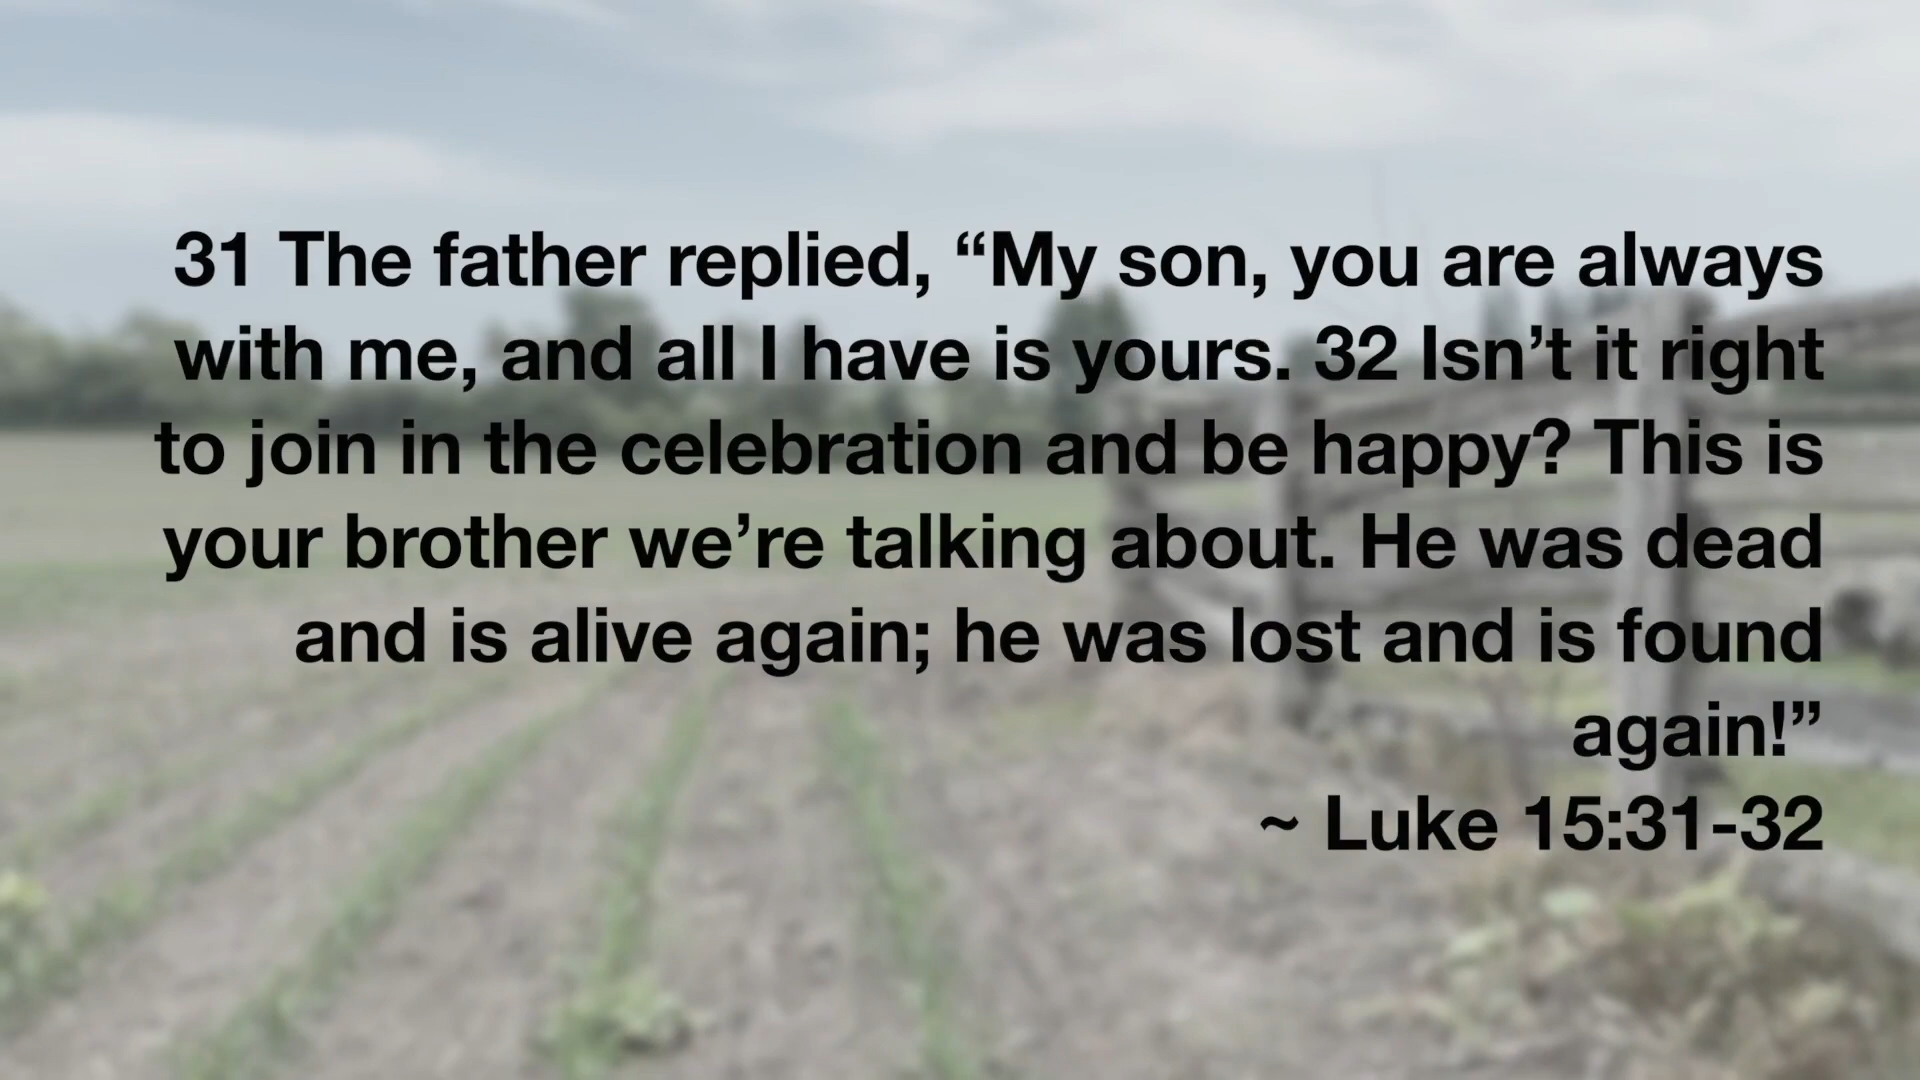 31 The father replied, “My son, you are always
with me, and all I have is yours. 32 Isn’t it right
to join in the celebration and be happy? This is
your brother we’re talking about. He was dead
and is alive again; he was lost and is found
again!”
~ Luke 15:31-32